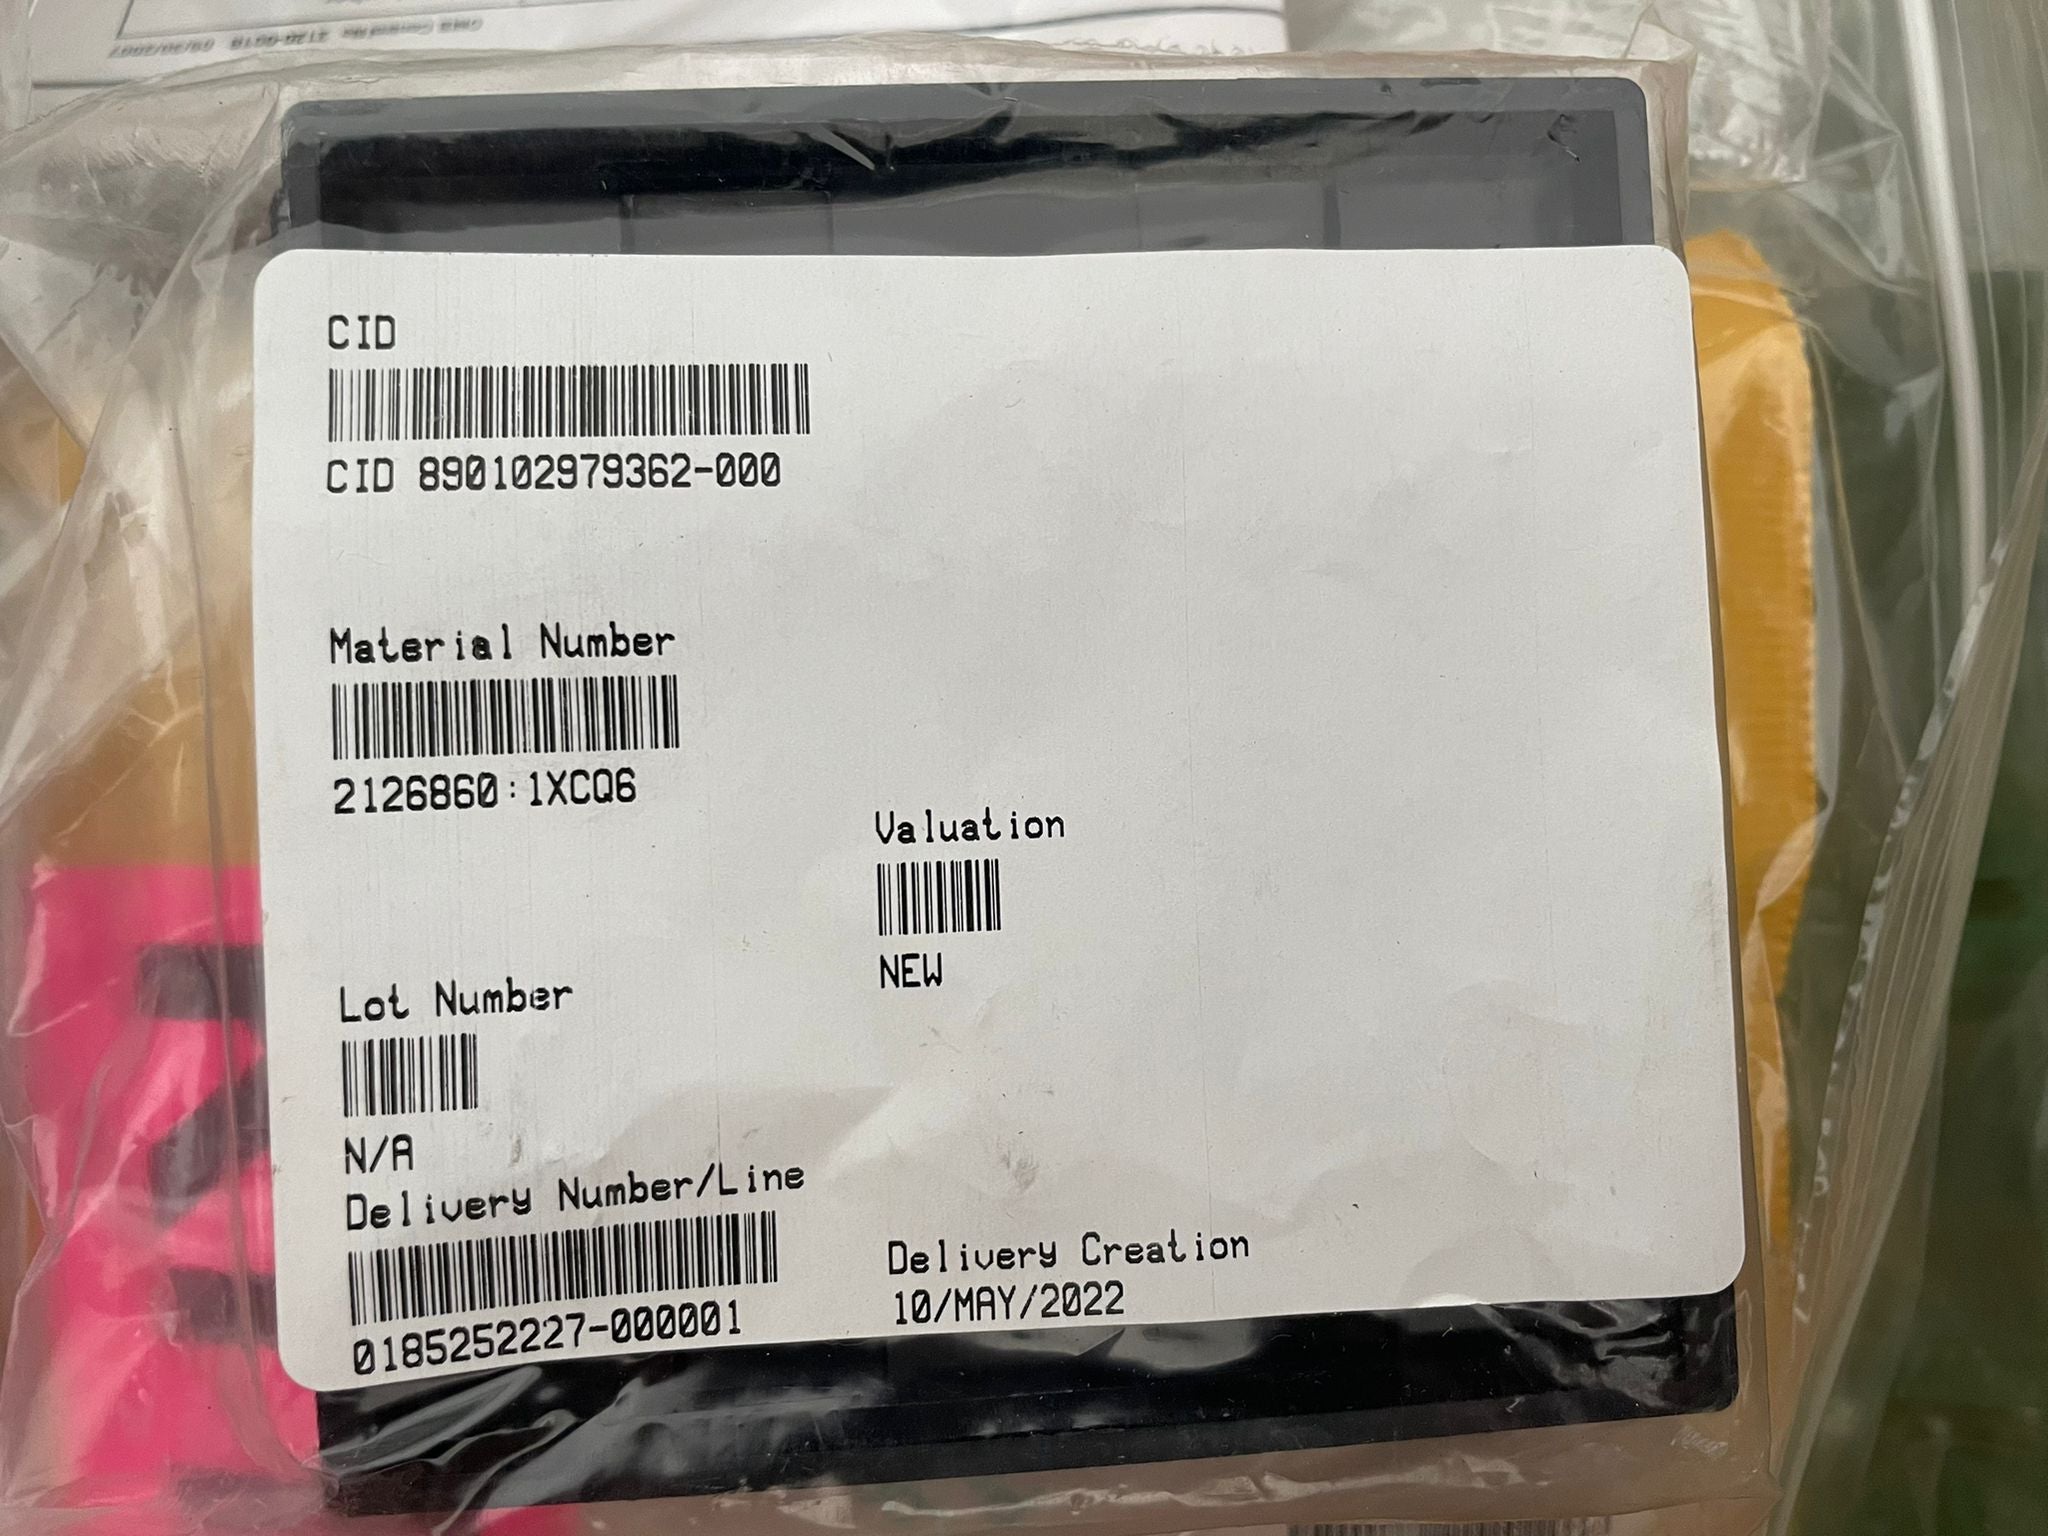 CID
CID 890102979362-000
Material Number
2126860:1XCQ6
Valuation
NEW
Lot Number
N/A
Delivery Number/Line
0185252227-000001
Delivery Creation
10/MAY/2022